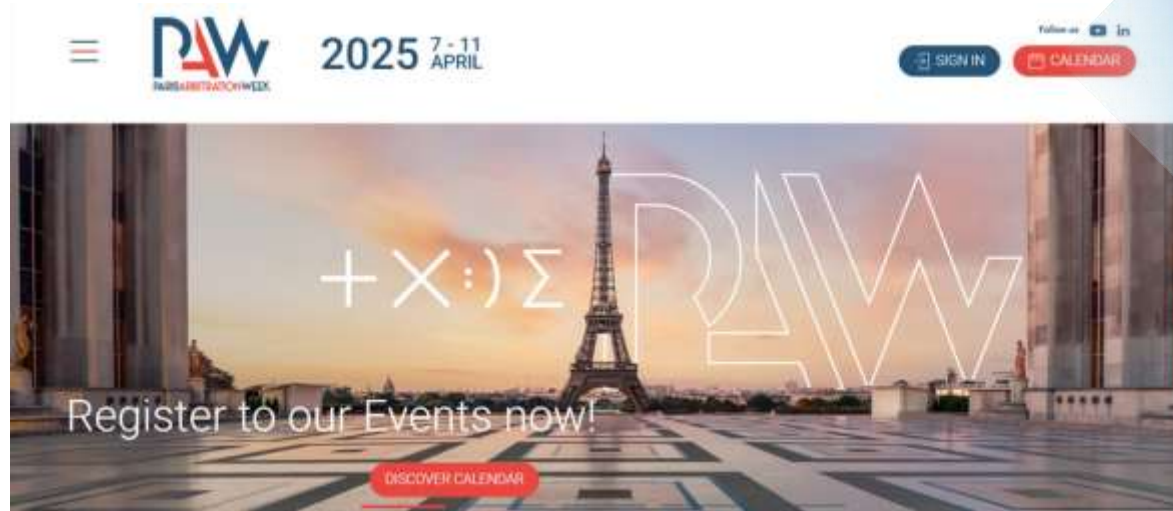 Follow us in
PAW
PARIS ARBITRATION WEEK
2025 7 - 11 APRIL
SIGN IN
CALENDAR
+ X :) Σ
PAW
Register to our Events now!
DISCOVER CALENDAR